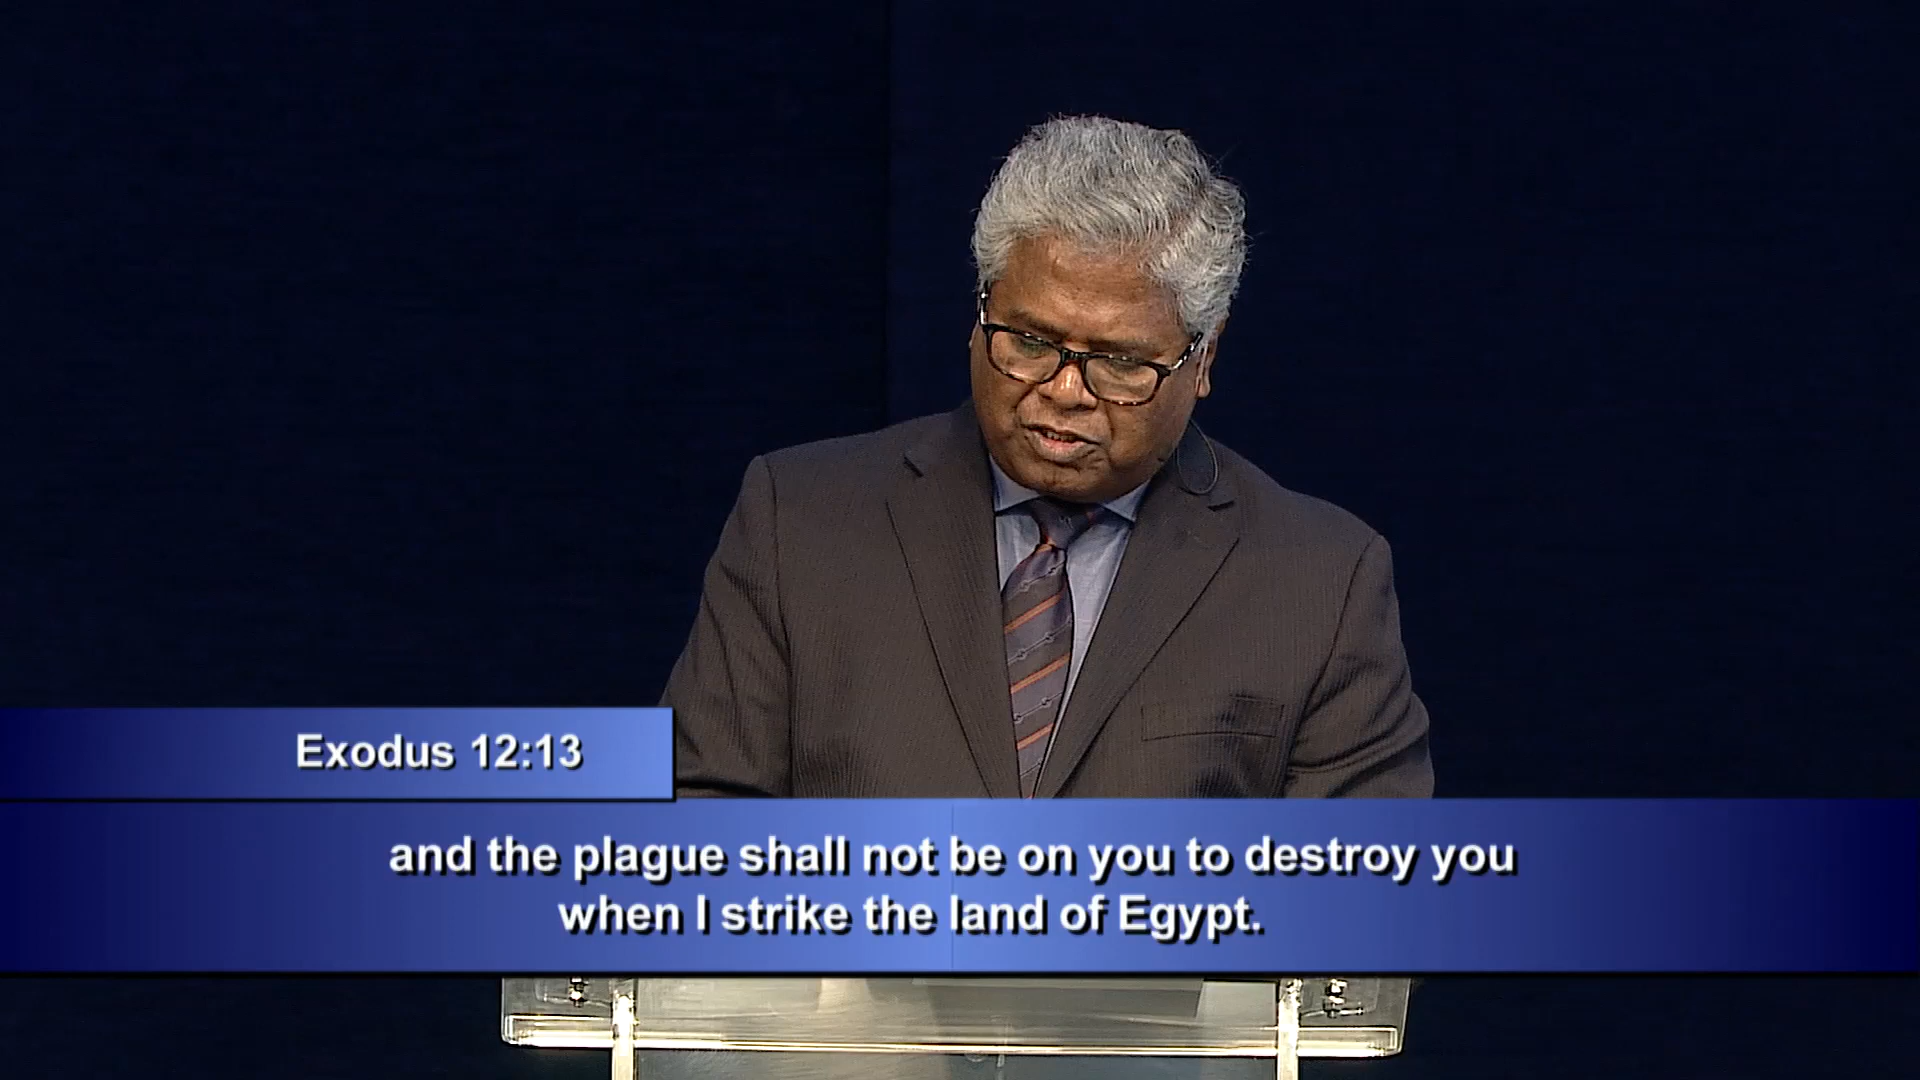 Exodus 12:13
and the plague shall not be on you to destroy you
when I strike the land of Egypt.